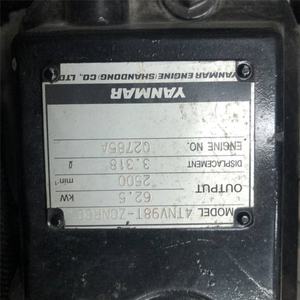 MODEL 4TNV98T-
OUTPUT 62.5 kW
2500 min⁻¹
DISPLACEMENT 3.318 ℓ
ENGINE NO. 02785A
YANMAR
YANMAR ENGINE (SHANDONG) CO., LTD.